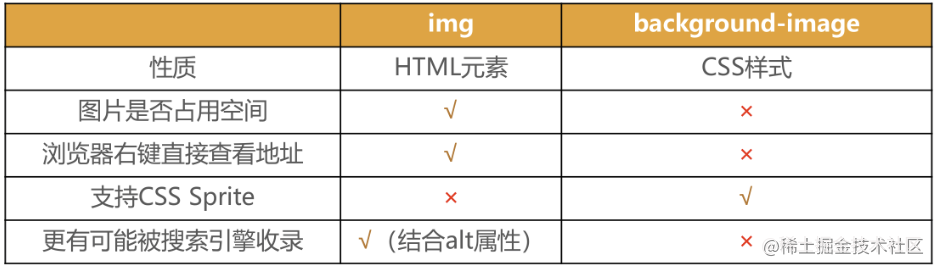 img background-image
性质 HTML元素 CSS样式
图片是否占用空间 √ ×
浏览器右键直接查看地址 √ ×
支持CSS Sprite × √
更有可能被搜索引擎收录 √（结合alt属性） ×
@稀土掘金技术社区